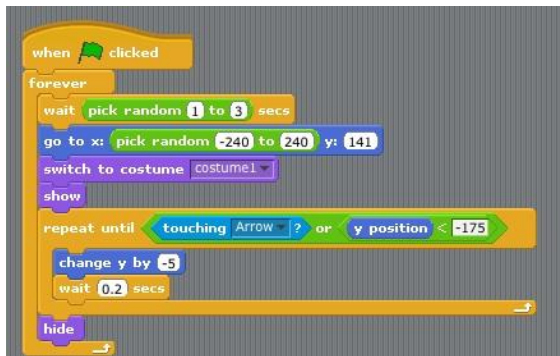 when clicked
forever
wait pick random 1 to 3 secs
go to x: pick random -240 to 240 y: 141
switch to costume costume1
show
repeat until touching Arrow ? or y position < -175
change y by -5
wait 0.2 secs
hide